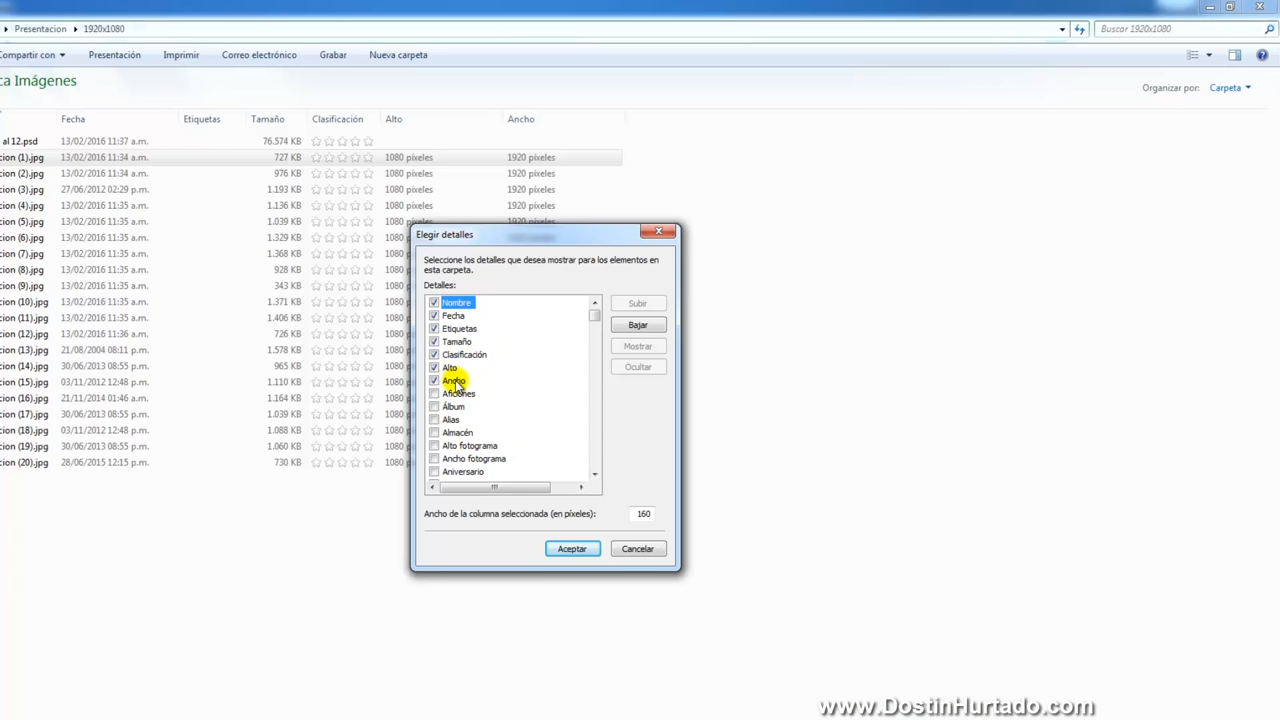 Presentacion 1920x1080 Buscar 1920x1080
Compartir con Presentación Imprimir Correo electrónico Grabar Nueva carpeta
ca Imágenes
Organizar por: Carpeta
Fecha Etiquetas Tamaño Clasificación Alto Ancho
al 12.psd 13/02/2016 11:37 a.m. 76.574 KB
cion (1).jpg 13/02/2016 11:34 a.m. 727 KB 1080 píxeles 1920 píxeles
cion (2).jpg 13/02/2016 11:34 a.m. 976 KB 1080 píxeles 1920 píxeles
cion (3).jpg 27/06/2012 02:29 p.m. 1.193 KB 1080 píxeles 1920 píxeles
cion (4).jpg 13/02/2016 11:35 a.m. 1.136 KB 1080 píxeles 1920 píxeles
cion (5).jpg 13/02/2016 11:35 a.m. 1.039 KB 1080 píxeles 1920 píxeles
cion (6).jpg 13/02/2016 11:35 a.m. 1.329 KB 1080
cion (7).jpg 13/02/2016 11:35 a.m. 1.368 KB 1080
cion (8).jpg 13/02/2016 11:35 a.m. 928 KB 1080
cion (9).jpg 13/02/2016 11:35 a.m. 343 KB 1080
cion (10).jpg 13/02/2016 11:35 a.m. 1.371 KB 1080
cion (11).jpg 13/02/2016 11:35 a.m. 1.406 KB 1080
cion (12).jpg 13/02/2016 11:36 a.m. 726 KB 1080
cion (13).jpg 21/08/2004 08:11 p.m. 1.578 KB 1080
cion (14).jpg 30/06/2013 08:55 p.m. 965 KB 1080
cion (15).jpg 03/11/2012 12:48 p.m. 1.110 KB 1080
cion (16).jpg 21/11/2014 01:48 p.m. 1.164 KB 1080
cion (17).jpg 30/06/2013 08:55 p.m. 1.039 KB 1080
cion (18).jpg 03/11/2012 12:48 p.m. 1.088 KB 1080
cion (19).jpg 30/06/2013 08:55 p.m. 1.060 KB 1080
cion (20).jpg 28/06/2015 12:15 p.m. 730 KB 1080
Elegir detalles
Seleccione los detalles que desea mostrar para los elementos en
esta carpeta.
Detalles:
Nombre
Fecha
Etiquetas
Tamaño
Clasificación
Alto
Ancho
Aficiones
Álbum
Alias
Almacén
Alto fotograma
Ancho fotograma
Aniversario
Subir
Bajar
Mostrar
Ocultar
Ancho de la columna seleccionada (en píxeles): 160
Aceptar Cancelar
www.DostinHurtado.com